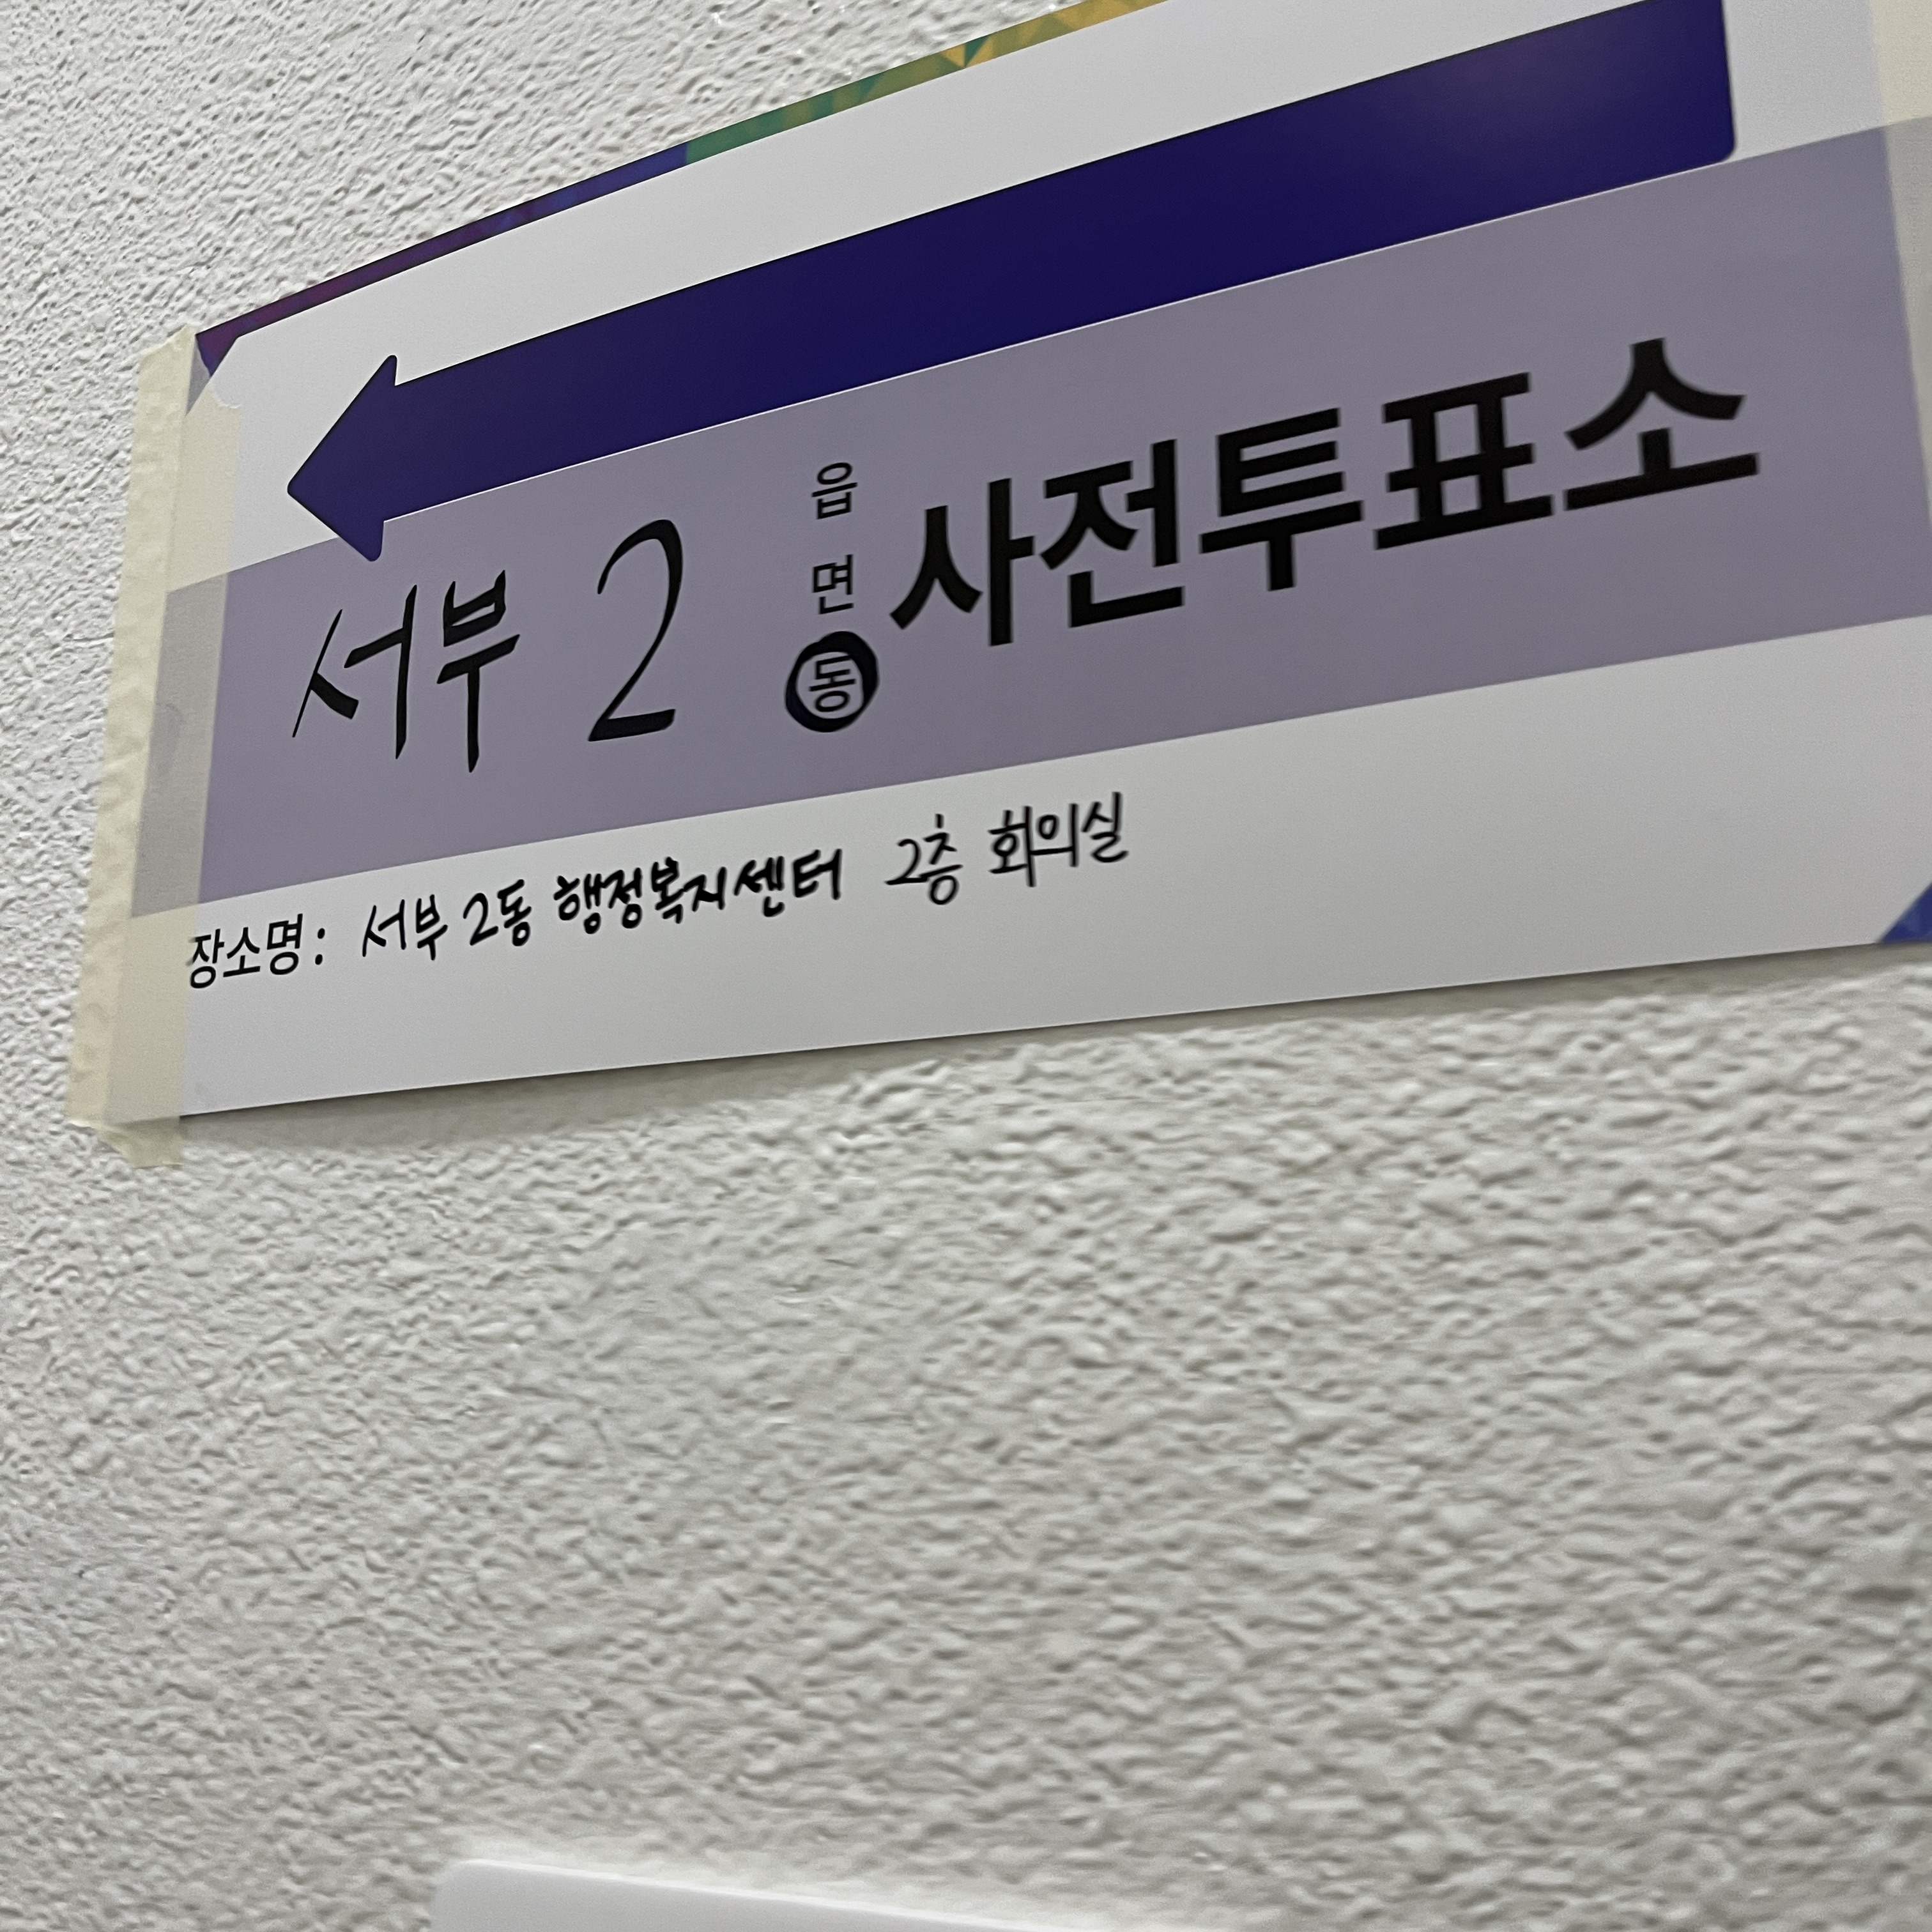 서부 2 읍 면 동 사전투표소
장소명: 서부 2동 행정복지센터 2층 회의실